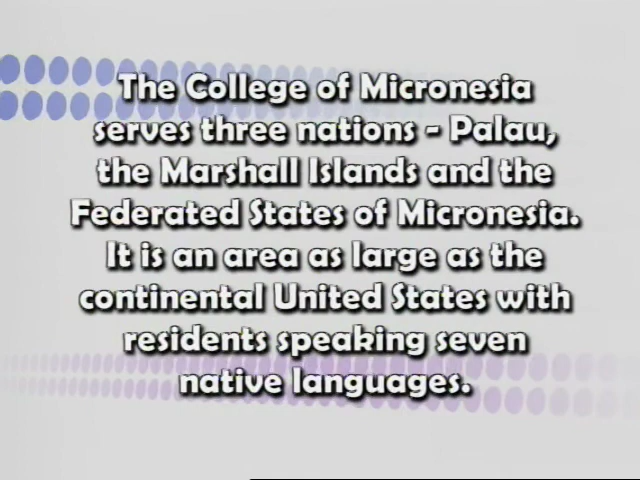 The College of Micronesia
serves three nations - Palau,
the Marshall Islands and the
Federated States of Micronesia.
It is an area as large as the
continental United States with
residents speaking seven
native languages.